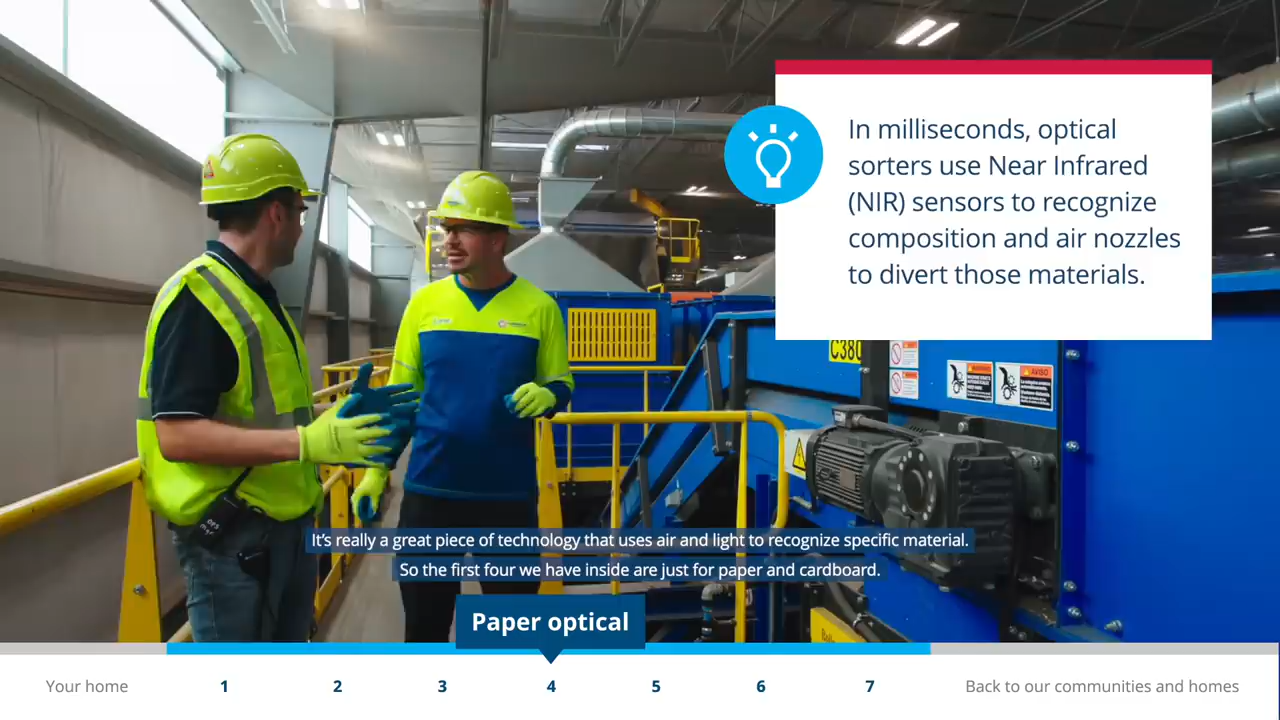 In milliseconds, optical
sorters use Near Infrared
(NIR) sensors to recognize
composition and air nozzles
to divert those materials.
C380
AVISO
It's really a great piece of technology that uses air and light to recognize specific material.
So the first four we have inside are just for paper and cardboard.
Paper optical
Your home 1 2 3 4 5 6 7 Back to our communities and homes